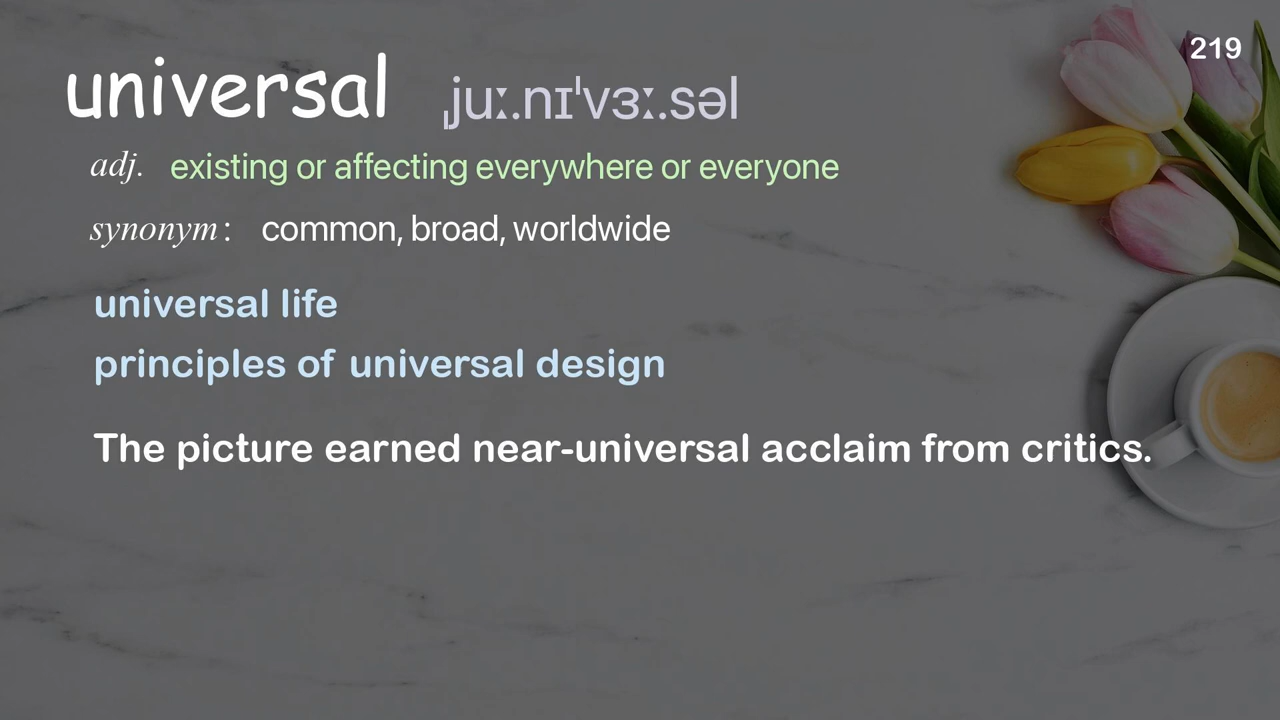 219
universal ˌjuː.nɪˈvɜː.səl
adj. existing or affecting everywhere or everyone
synonym: common, broad, worldwide
universal life
principles of universal design
The picture earned near-universal acclaim from critics.